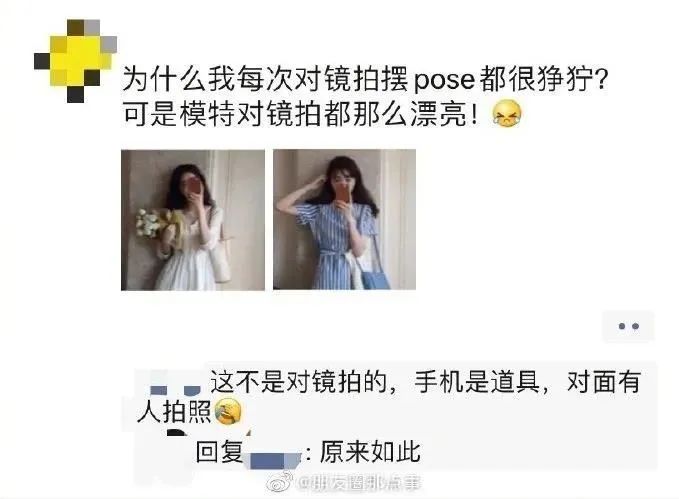 为什么我每次对镜拍摆pose都很狰狞？
可是模特对镜拍都那么漂亮！😭
这不是对镜拍的，手机是道具，对面有
人拍照🤣
回复：原来如此
@朋友圈那点事